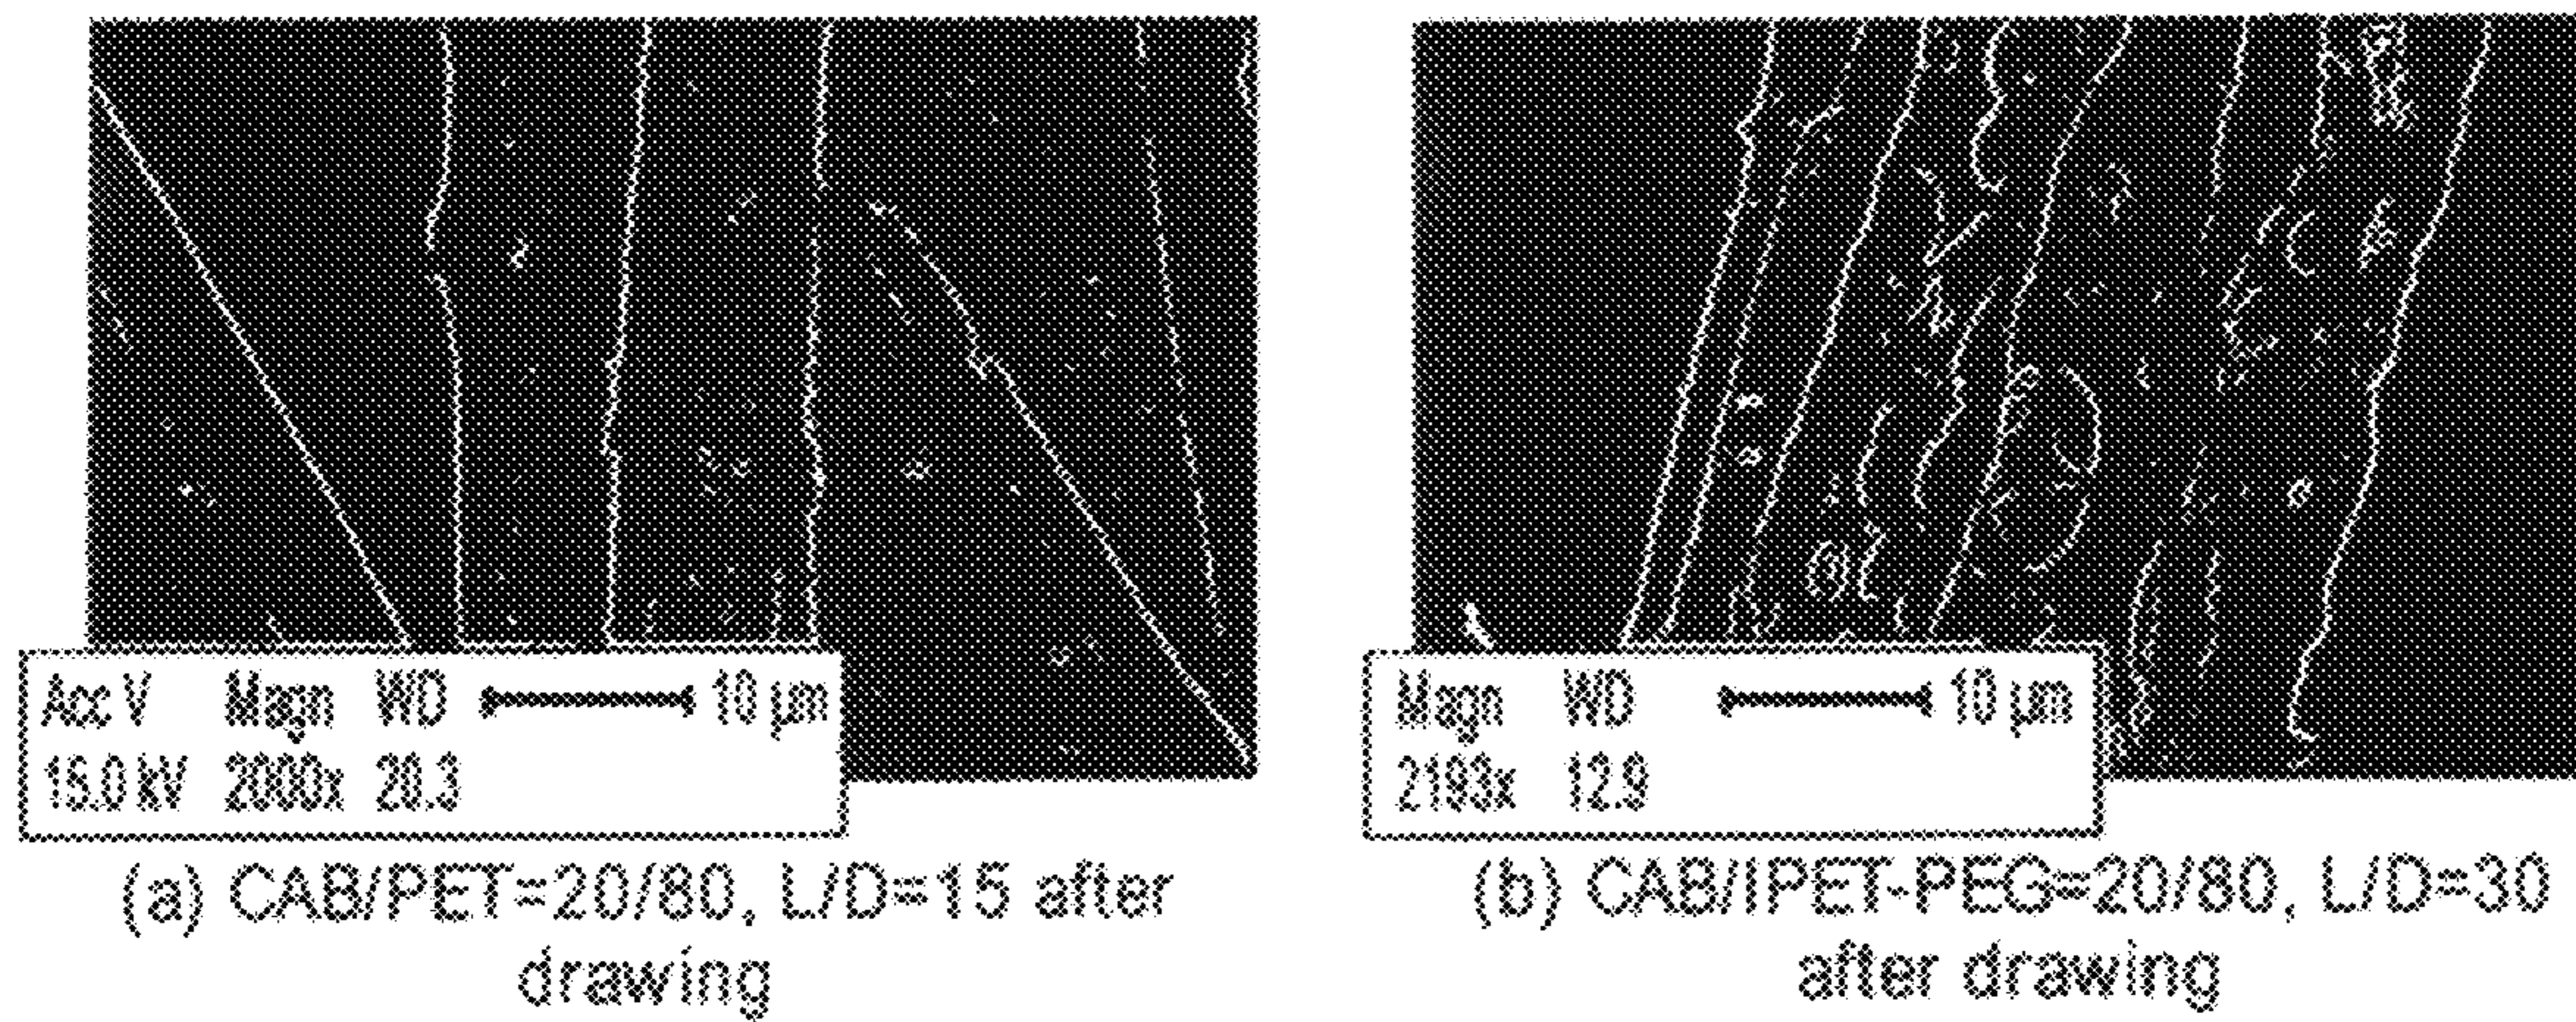 Acc V Magn WD 10 µm
15.0 kV 2000x 20.3
(a) CAB/PET=20/80, L/D=15 after
drawing
Magn WD 10 µm
2193x 12.9
(b) CAB/IPET-PEG=20/80, L/D=30
after drawing